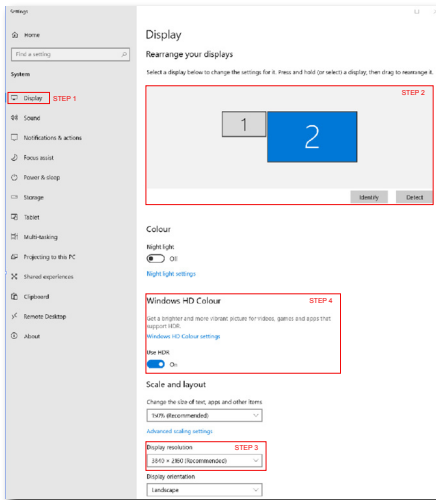 Settings
Home
Find a setting
System
Display STEP 1
Sound
Notifications & actions
Focus assist
Power & sleep
Storage
Tablet
Multi-tasking
Projecting to this PC
Shared experiences
Clipboard
Remote Desktop
About
Display
Rearrange your displays
Select a display below to change the settings for it. Press and hold (or select) a display, then drag to rearrange it.
STEP 2
1
2
Identify Detect
Colour
Night light
Off
Night light settings
Windows HD Colour STEP 4
Get a brighter and more vibrant picture for videos, games and apps that
support HDR.
Windows HD Colour settings
Use HDR
On
Scale and layout
Change the size of text, apps and other items
150% (Recommended)
Advanced scaling settings
Display resolution STEP 3
3840 × 2160 (Recommended)
Display orientation
Landscape